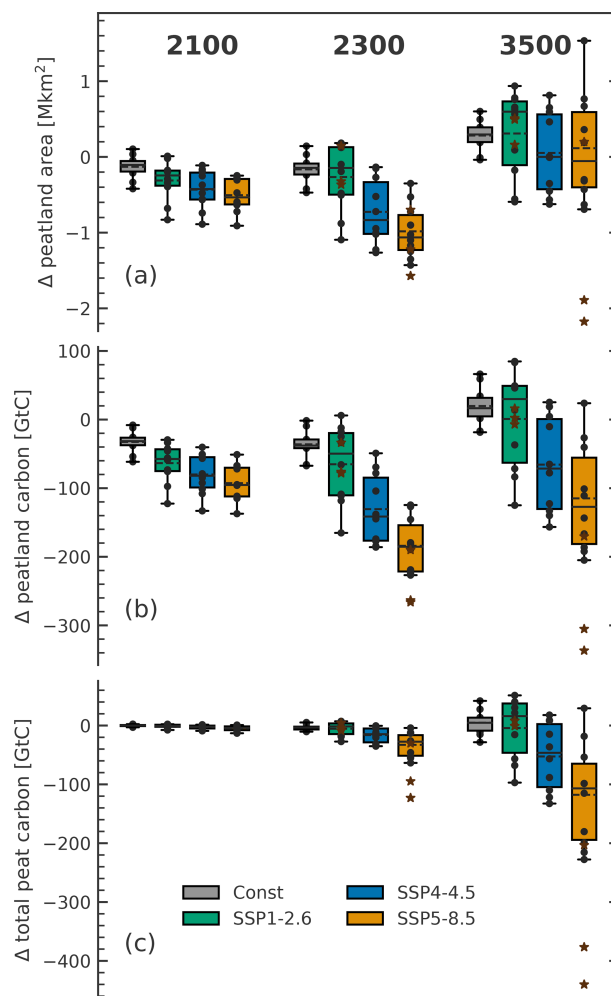 2100 2300 3500
Δ peatland area [Mkm²]
1
0
−1
−2
(a)
Δ peatland carbon [GtC]
100
0
−100
−200
−300
(b)
Δ total peat carbon [GtC]
0
−100
−200
−300
−400
Const SSP4-4.5
SSP1-2.6 SSP5-8.5
(c)